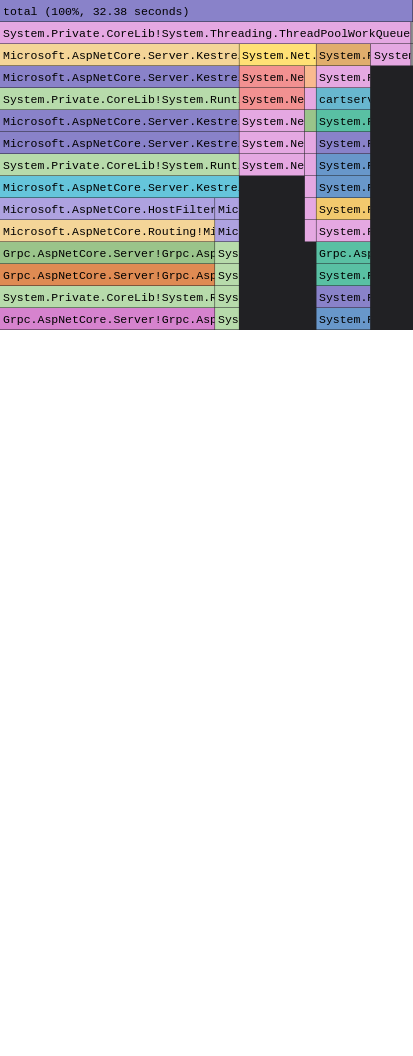 total (100%, 32.38 seconds)
System.Private.CoreLib!System.Threading.ThreadPoolWorkQueue
Microsoft.AspNetCore.Server.Kestre System.Net. System.F System
Microsoft.AspNetCore.Server.Kestre System.Ne System.F
System.Private.CoreLib!System.Runt System.Ne cartserv
Microsoft.AspNetCore.Server.Kestre System.Ne System.F
Microsoft.AspNetCore.Server.Kestre System.Ne System.F
System.Private.CoreLib!System.Runt System.Ne System.F
Microsoft.AspNetCore.Server.Kestre System.F
Microsoft.AspNetCore.HostFilter Mic System.F
Microsoft.AspNetCore.Routing!Mi Mic System.F
Grpc.AspNetCore.Server!Grpc.Asp Sys Grpc.Asp
Grpc.AspNetCore.Server!Grpc.Asp Sys System.F
System.Private.CoreLib!System.R Sys System.F
Grpc.AspNetCore.Server!Grpc.Asp Sys System.F